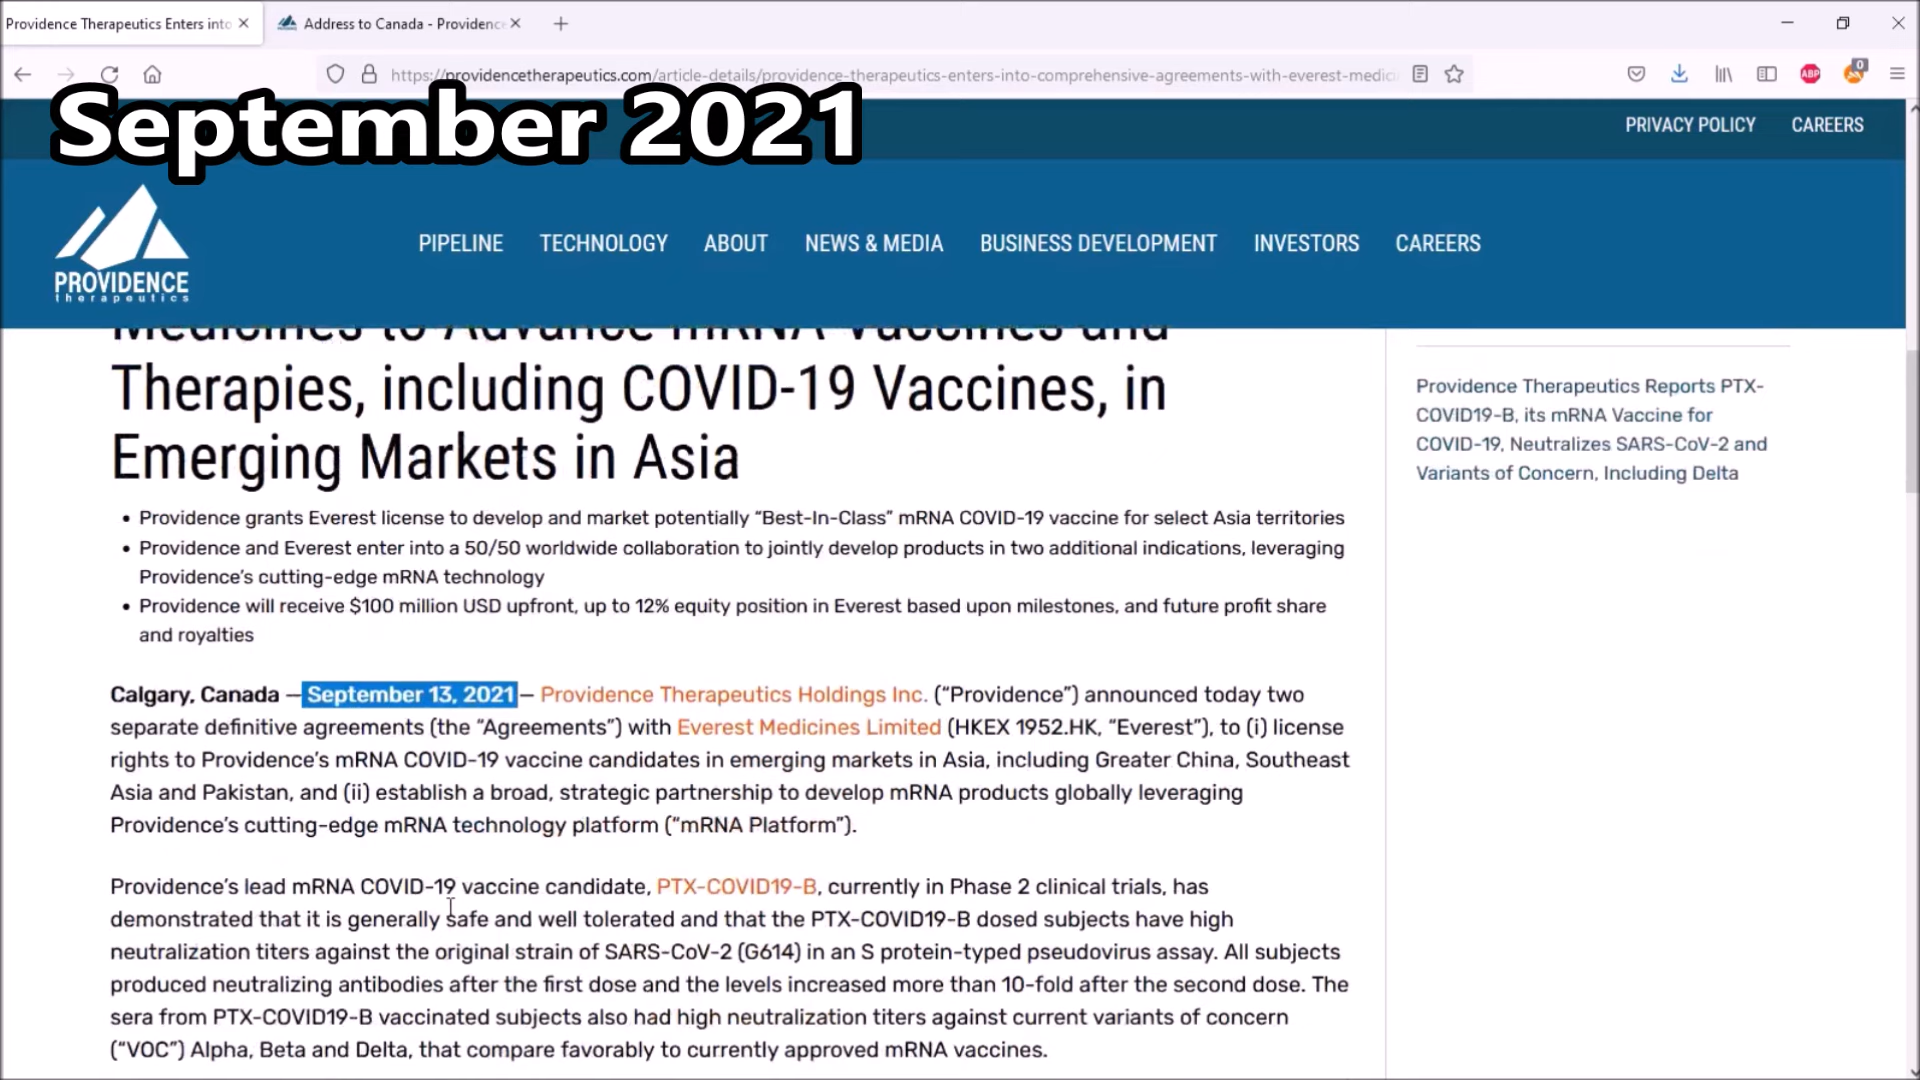 Providence Therapeutics Enters into
Address to Canada - Providence
https://providencetherapeutics.com/article-details/providence-therapeutics-enters-into-comprehensive-agreements-with-everest-medic
ABP
0
September 2021
PRIVACY POLICY
CAREERS
PROVIDENCE
therapeutics
PIPELINE
TECHNOLOGY
ABOUT
NEWS & MEDIA
BUSINESS DEVELOPMENT
INVESTORS
CAREERS
Medicines to Advance mRNA Vaccines and
Therapies, including COVID-19 Vaccines, in
Emerging Markets in Asia
• Providence grants Everest license to develop and market potentially “Best-In-Class” mRNA COVID-19 vaccine for select Asia territories
• Providence and Everest enter into a 50/50 worldwide collaboration to jointly develop products in two additional indications, leveraging
Providence’s cutting-edge mRNA technology
• Providence will receive $100 million USD upfront, up to 12% equity position in Everest based upon milestones, and future profit share
and royalties
Calgary, Canada — September 13, 2021 — Providence Therapeutics Holdings Inc. (“Providence”) announced today two
separate definitive agreements (the “Agreements”) with Everest Medicines Limited (HKEX 1952.HK, “Everest”), to (i) license
rights to Providence’s mRNA COVID-19 vaccine candidates in emerging markets in Asia, including Greater China, Southeast
Asia and Pakistan, and (ii) establish a broad, strategic partnership to develop mRNA products globally leveraging
Providence’s cutting-edge mRNA technology platform (“mRNA Platform”).
Providence’s lead mRNA COVID-19 vaccine candidate, PTX-COVID19-B, currently in Phase 2 clinical trials, has
demonstrated that it is generally safe and well tolerated and that the PTX-COVID19-B dosed subjects have high
neutralization titers against the original strain of SARS-CoV-2 (G614) in an S protein-typed pseudovirus assay. All subjects
produced neutralizing antibodies after the first dose and the levels increased more than 10-fold after the second dose. The
sera from PTX-COVID19-B vaccinated subjects also had high neutralization titers against current variants of concern
(“VOC”) Alpha, Beta and Delta, that compare favorably to currently approved mRNA vaccines.
Providence Therapeutics Reports PTX-
COVID19-B, its mRNA Vaccine for
COVID-19, Neutralizes SARS-CoV-2 and
Variants of Concern, Including Delta